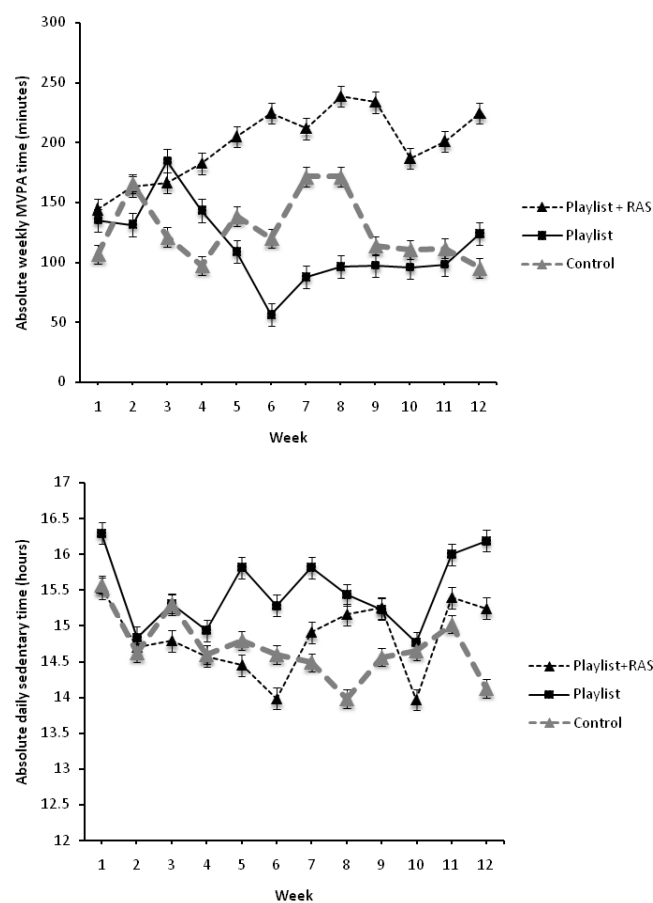 Absolute weekly MVPA time (minutes)
300
250
200
150
100
50
0
1 2 3 4 5 6 7 8 9 10 11 12
Week
Playlist + RAS
Playlist
Control
Absolute daily sedentary time (hours)
17
16.5
16
15.5
15
14.5
14
13.5
13
12.5
12
1 2 3 4 5 6 7 8 9 10 11 12
Week
Playlist+RAS
Playlist
Control